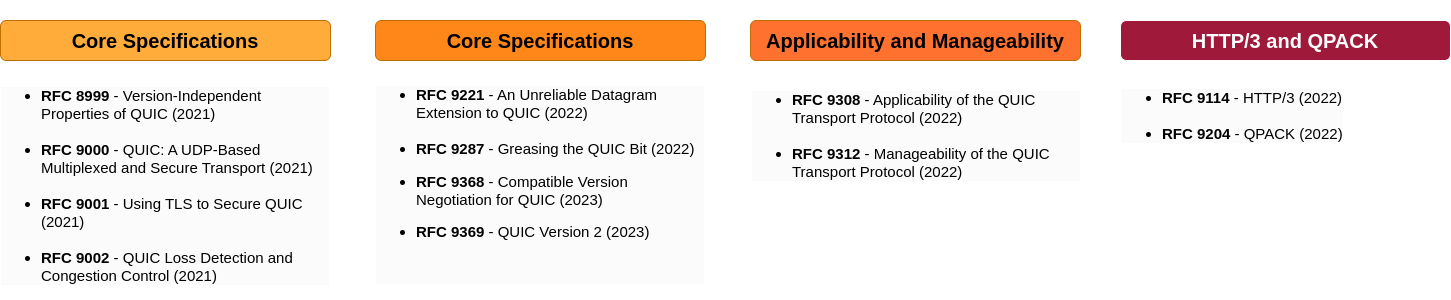 Core Specifications
RFC 8999 - Version-Independent
Properties of QUIC (2021)
RFC 9000 - QUIC: A UDP-Based
Multiplexed and Secure Transport (2021)
RFC 9001 - Using TLS to Secure QUIC
(2021)
RFC 9002 - QUIC Loss Detection and
Congestion Control (2021)
Core Specifications
RFC 9221 - An Unreliable Datagram
Extension to QUIC (2022)
RFC 9287 - Greasing the QUIC Bit (2022)
RFC 9368 - Compatible Version
Negotiation for QUIC (2023)
RFC 9369 - QUIC Version 2 (2023)
Applicability and Manageability
RFC 9308 - Applicability of the QUIC
Transport Protocol (2022)
RFC 9312 - Manageability of the QUIC
Transport Protocol (2022)
HTTP/3 and QPACK
RFC 9114 - HTTP/3 (2022)
RFC 9204 - QPACK (2022)